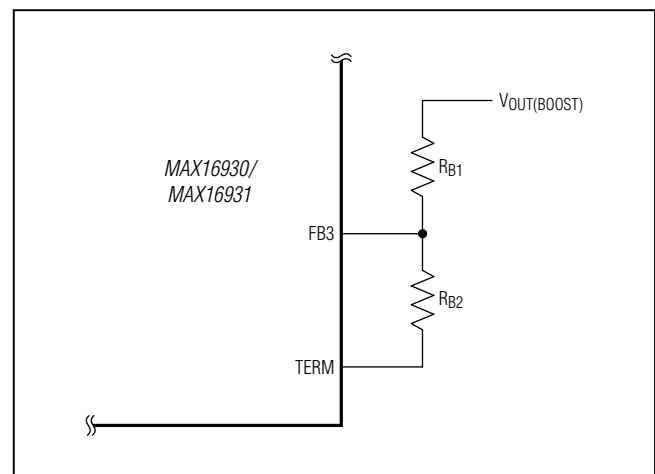 VOUT(BOOST)
RB1
MAX16930/
MAX16931
FB3
RB2
TERM